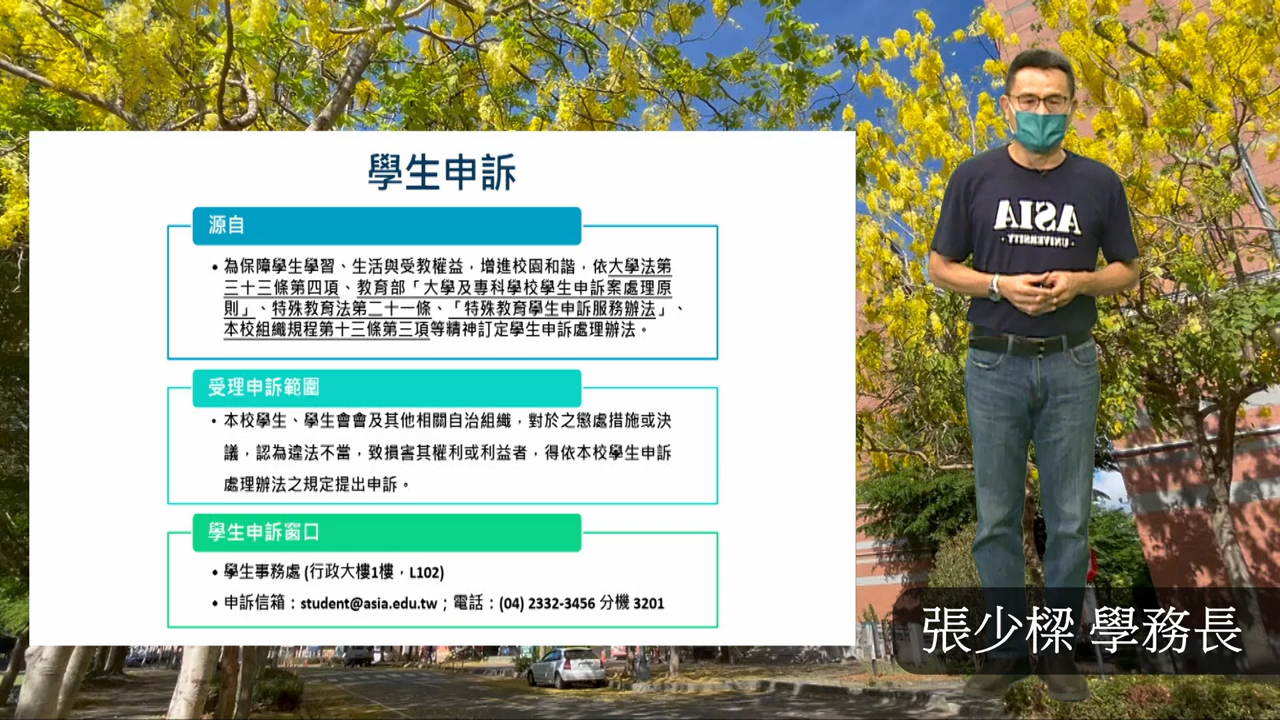 學生申訴
源自
• 為保障學生學習、生活與受教權益，增進校園和諧，依大學法第
三十三條第四項、教育部「大學及專科學校學生申訴案處理原
則」、特殊教育法第二十一條、「特殊教育學生申訴服務辦法」、
本校組織規程第十三條第三項等精神訂定學生申訴處理辦法。
受理申訴範圍
• 本校學生、學生會會及其他相關自治組織，對於之懲處措施或決
議，認為違法不當，致損害其權利或利益者，得依本校學生申訴
處理辦法之規定提出申訴。
學生申訴窗口
• 學生事務處 (行政大樓1樓，L102)
• 申訴信箱：student@asia.edu.tw；電話：(04) 2332-3456 分機 3201
ASIA
· UNIVERSITY ·
張少樑 學務長